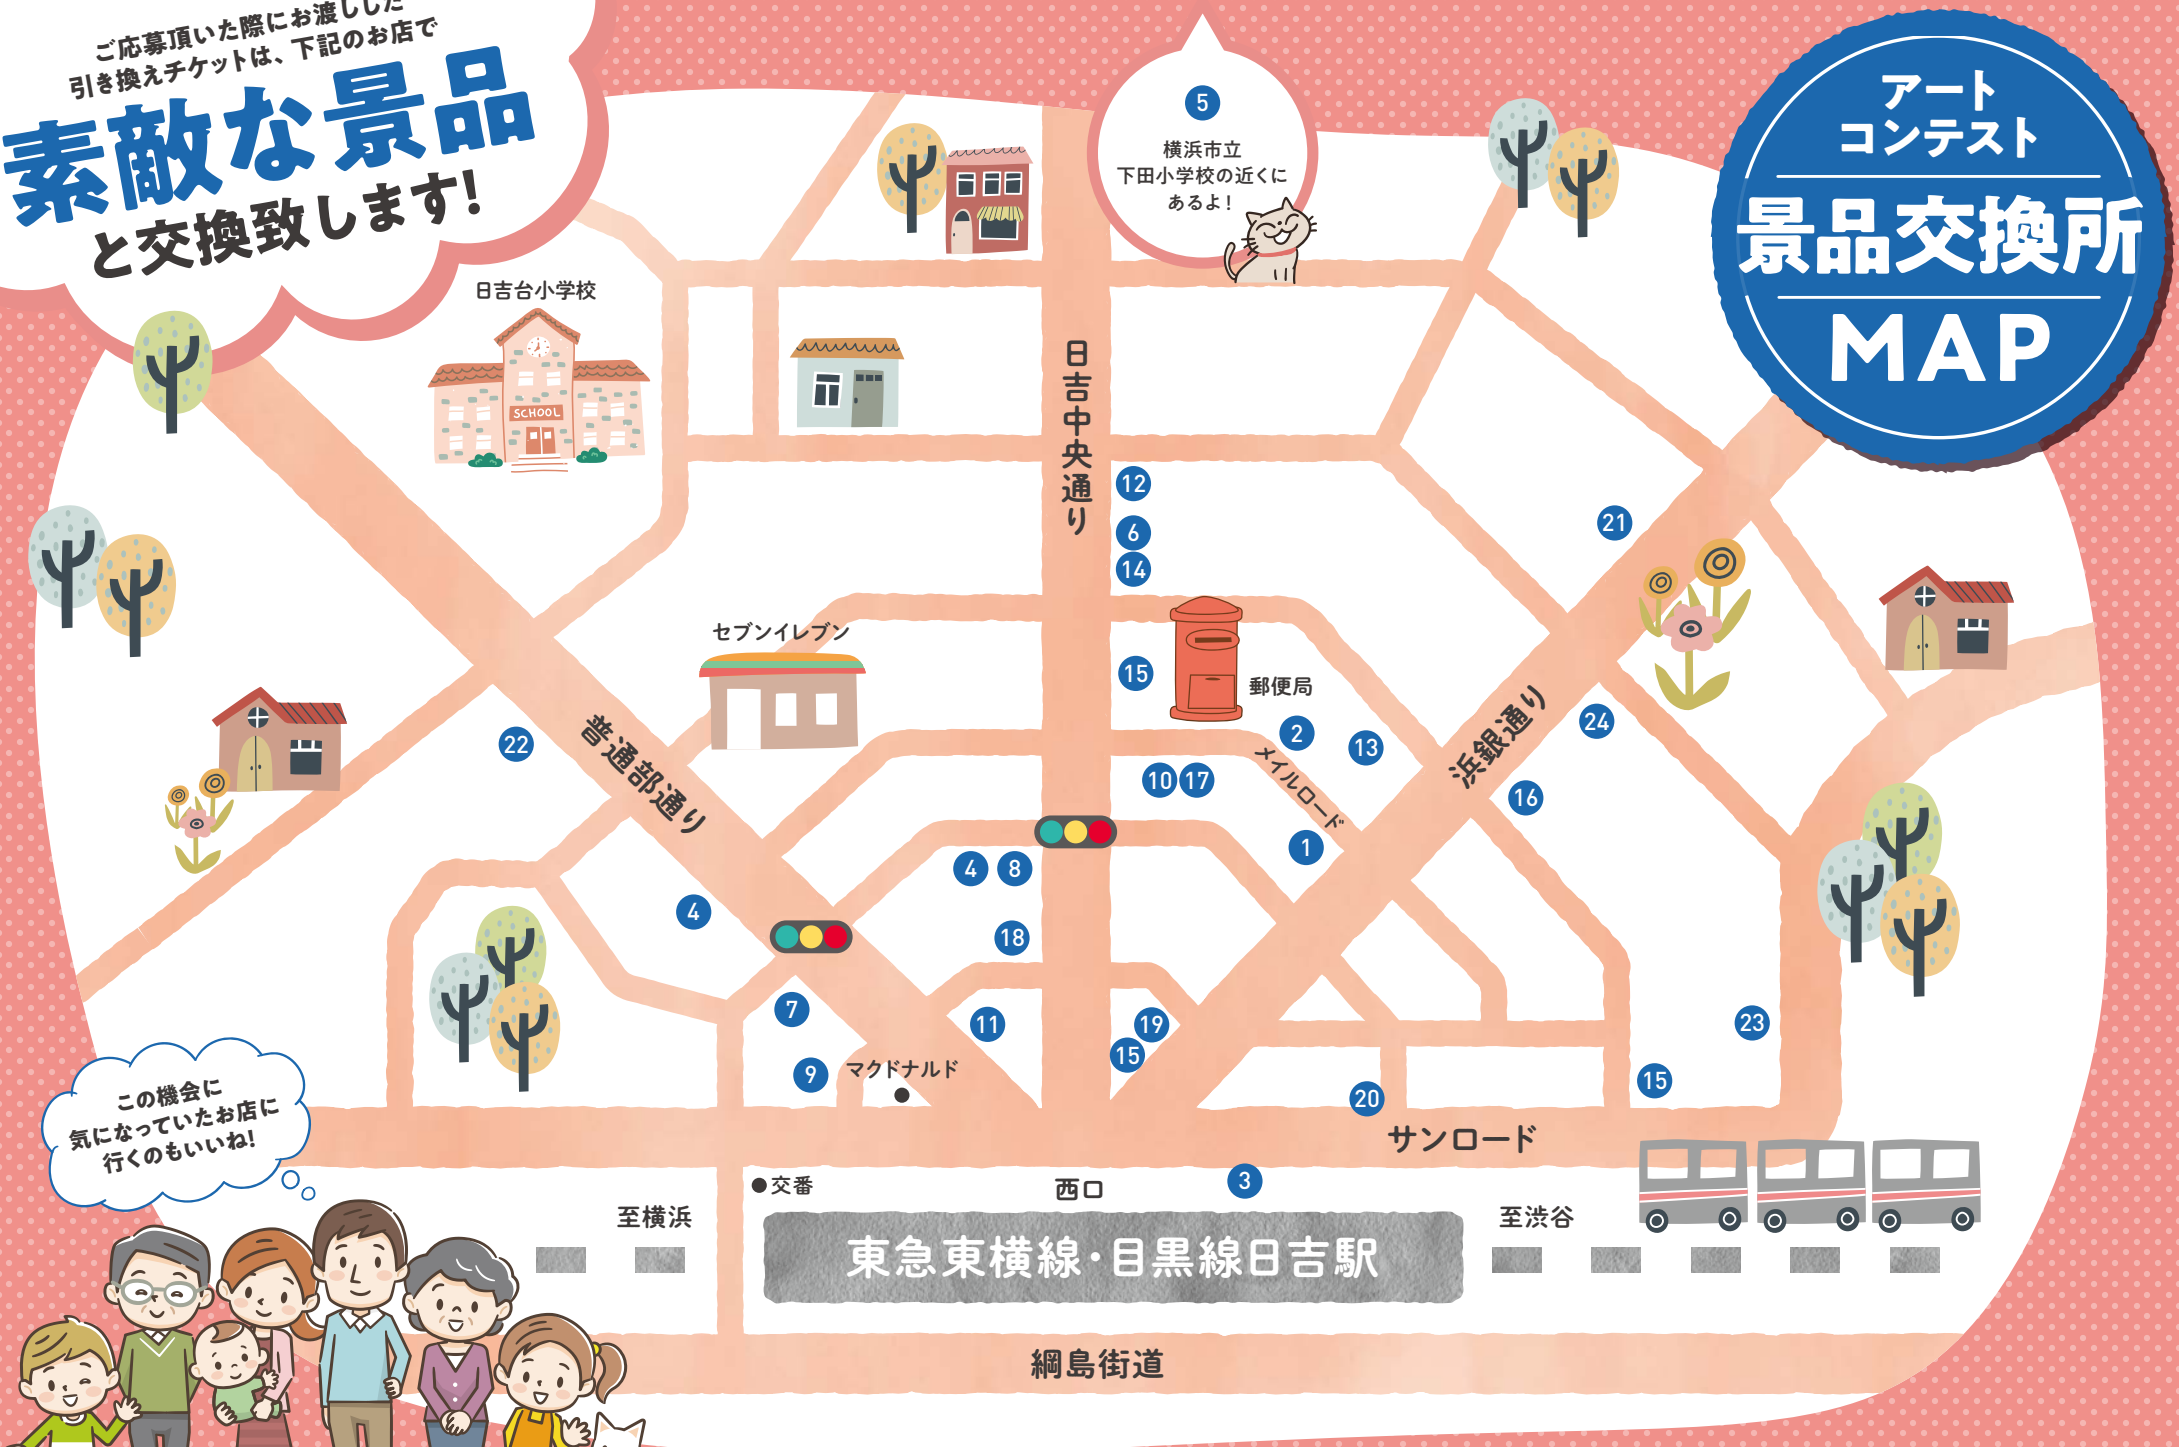 ご応募頂いた際にお渡しした
引き換えチケットは、下記のお店で
素敵な景品
と交換致します!
5
横浜市立
下田小学校の近くに
あるよ!
アート
コンテスト
景品交換所
MAP
日吉台小学校
SCHOOL
日吉中央通り
12
6
14
21
セブンイレブン
15
郵便局
22
普通部通り
2
13
メイルロード
浜銀通り
24
10
17
16
1
4
8
4
18
7
11
19
15
23
9
マクドナルド
20
15
サンロード
この機会に
気になっていたお店に
行くのもいいね!
交番
西口
3
至横浜
至渋谷
東急東横線・目黒線日吉駅
綱島街道